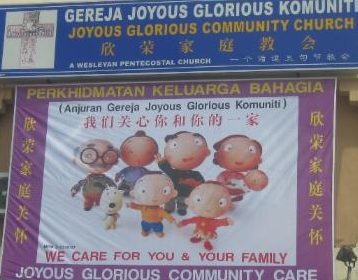 GEREJA JOYOUS GLORIOUS KOMUNITI
JOYOUS GLORIOUS COMMUNITY CHURCH
欣荣家庭教会
A WESLEYAN PENTECOSTAL CHURCH
PERKHIDMATAN KELUARGA BAHAGIA
(Anjuran Gereja Joyous Glorious Komuniti)
我们关心你和你的一家
欣荣家庭关怀
欣荣家庭关怀
WE CARE FOR YOU & YOUR FAMILY
JOYOUS GLORIOUS COMMUNITY CARE